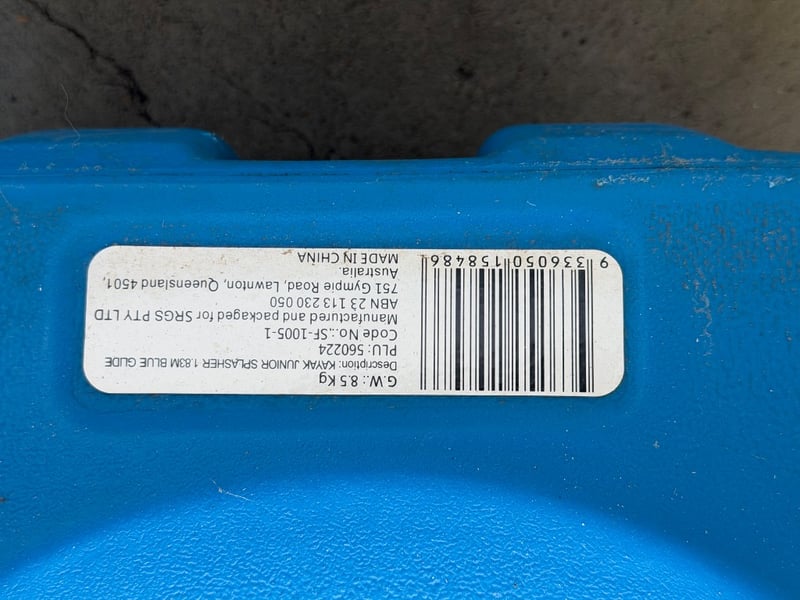 G.W.: 8.5 Kg
Description: KAYAK JUNIOR SPLASHER 1.83M BLUE GLIDE
PLU: 560224
Code No.:SF-1005-1
Manufactured and packaged for SRGS PTY LTD
ABN 23 113 230 050
751 Gympie Road, Lawnton, Queensland 4501,
Australia.
MADE IN CHINA
9 336050 158486